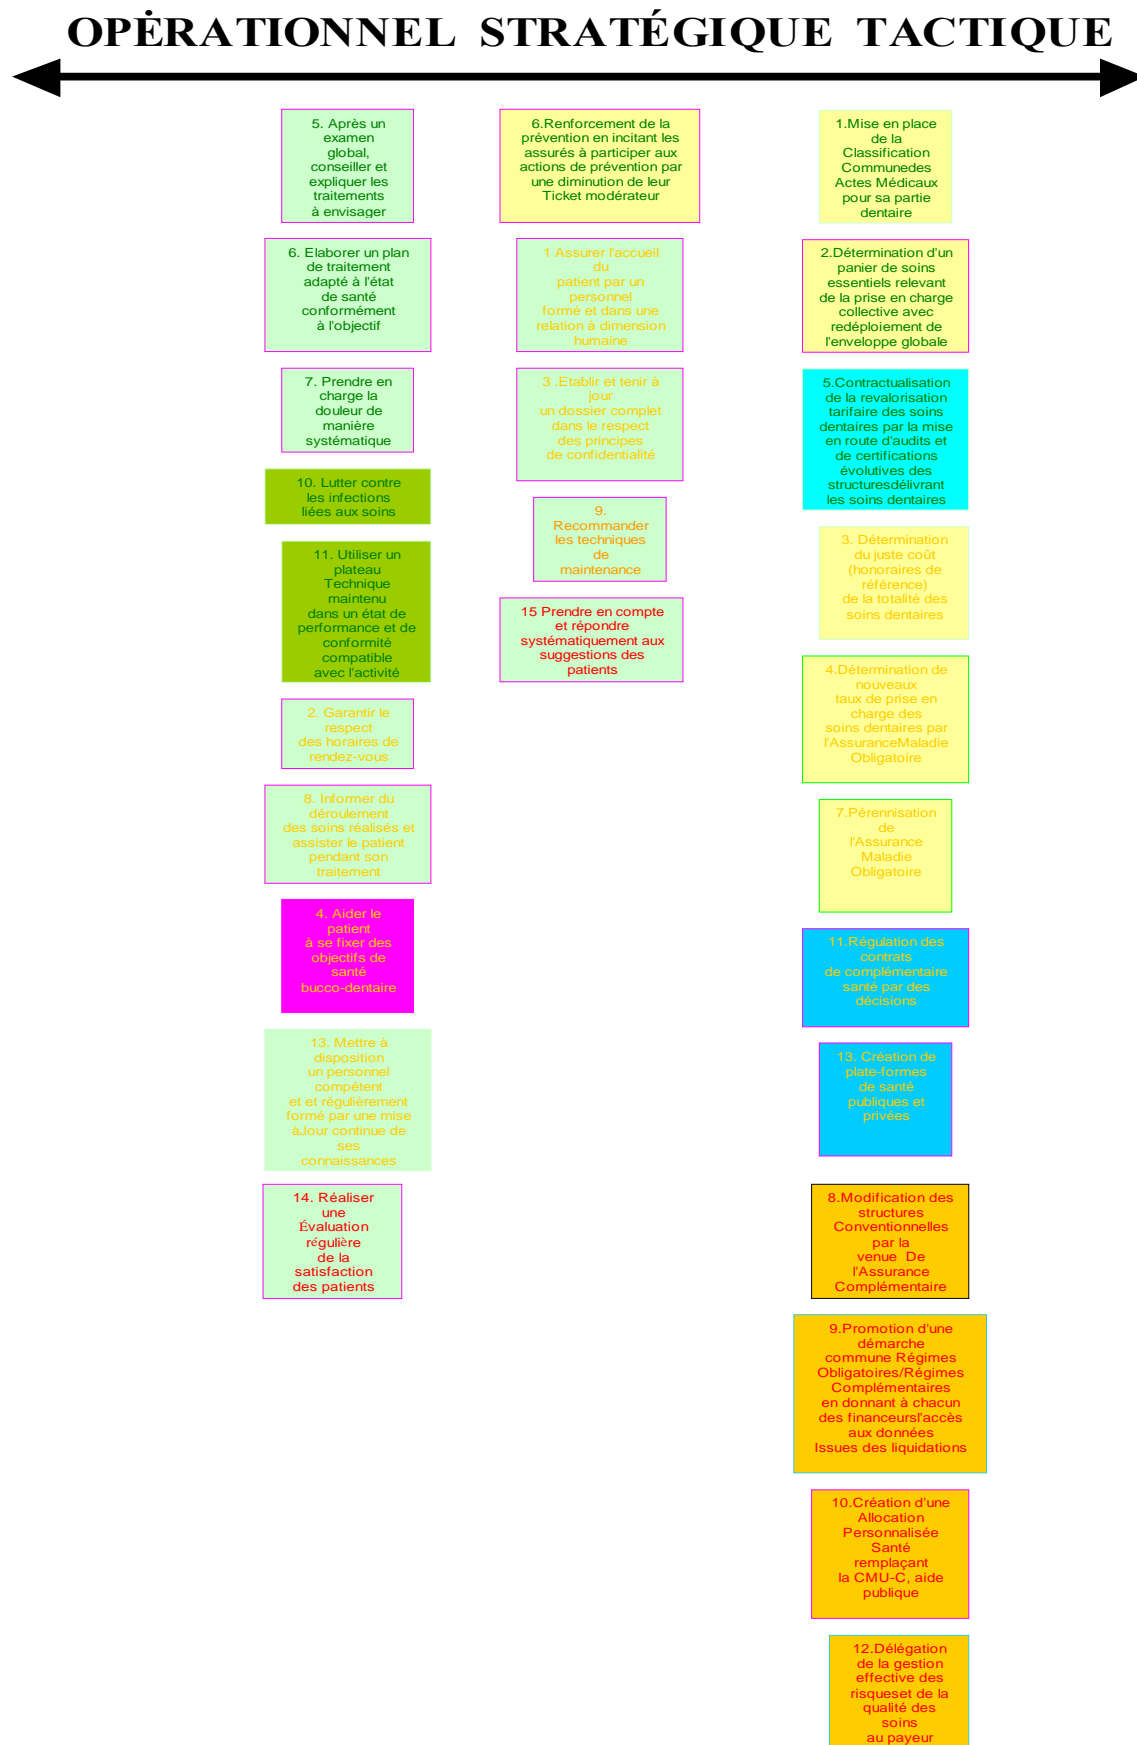 OPÉRATIONNEL STRATÉGIQUE TACTIQUE
5. Après un
examen
global,
conseiller et
expliquer les
traitements
à envisager
6. Elaborer un plan
de traitement
adapté à l'état
de santé
conformément
à l'objectif
7. Prendre en
charge la
douleur de
manière
systématique
10. Lutter contre
les infections
liées aux soins
11. Utiliser un
plateau
Technique
maintenu
dans un état de
performance et de
conformité
compatible
avec l'activité
2. Garantir le
respect
des horaires de
rendez-vous
8. Informer du
déroulement
des soins réalisés et
assister le patient
pendant son
traitement
4. Aider le
patient
à se fixer des
objectifs de
santé
bucco-dentaire
13. Mettre à
disposition
un personnel
compétent
et et régulièrement
formé par une mise
àJour continue de
ses
connaissances
14. Réaliser
une
Évaluation
régulière
de la
satisfaction
des patients
6.Renforcement de la
prévention en incitant les
assurés à participer aux
actions de prévention par
une diminution de leur
Ticket modérateur
1 Assurer l'accueil
du
patient par un
personnel
formé et dans une
relation à dimension
humaine
3 .Etablir et tenir à
jour
un dossier complet
dans le respect
des principes
de confidentialité
9.
Recommander
les techniques
de
maintenance
15 Prendre en compte
et répondre
systématiquement aux
suggestions des
patients
1.Mise en place
de la
Classification
Communedes
Actes Médicaux
pour sa partie
dentaire
2.Détermination d'un
panier de soins
essentiels relevant
de la prise en charge
collective avec
redéploiement de
l'enveloppe globale
5.Contractualisation
de la revalorisation
tarifaire des soins
dentaires par la mise
en route d'audits et
de certifications
évolutives des
structuresdélivrant
les soins dentaires
3. Détermination
du juste coût
(honoraires de
référence)
de la totalité des
soins dentaires
4.Détermination de
nouveaux
taux de prise en
charge des
soins dentaires par
l'AssuranceMaladie
Obligatoire
7.Pérennisation
de
l'Assurance
Maladie
Obligatoire
11.Régulation des
contrats
de complémentaire
santé par des
décisions
13. Création de
plate-formes
de santé
publiques et
privées
8.Modification des
structures
Conventionnelles
par la
venue De
l'Assurance
Complémentaire
9.Promotion d'une
démarche
commune Régimes
Obligatoires/Régimes
Complémentaires
en donnant à chacun
des financeursl'accès
aux données
Issues des liquidations
10.Création d'une
Allocation
Personnalisée
Santé
remplaçant
la CMU-C, aide
publique
12.Délégation
de la gestion
effective des
risqueset de la
qualité des
soins
au payeur